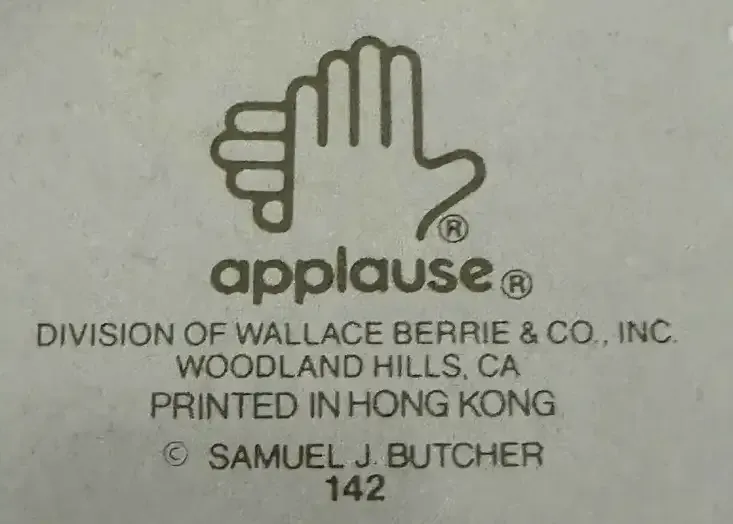 ®
applause®
DIVISION OF WALLACE BERRIE & CO., INC.
WOODLAND HILLS, CA
PRINTED IN HONG KONG
© SAMUEL J. BUTCHER
142